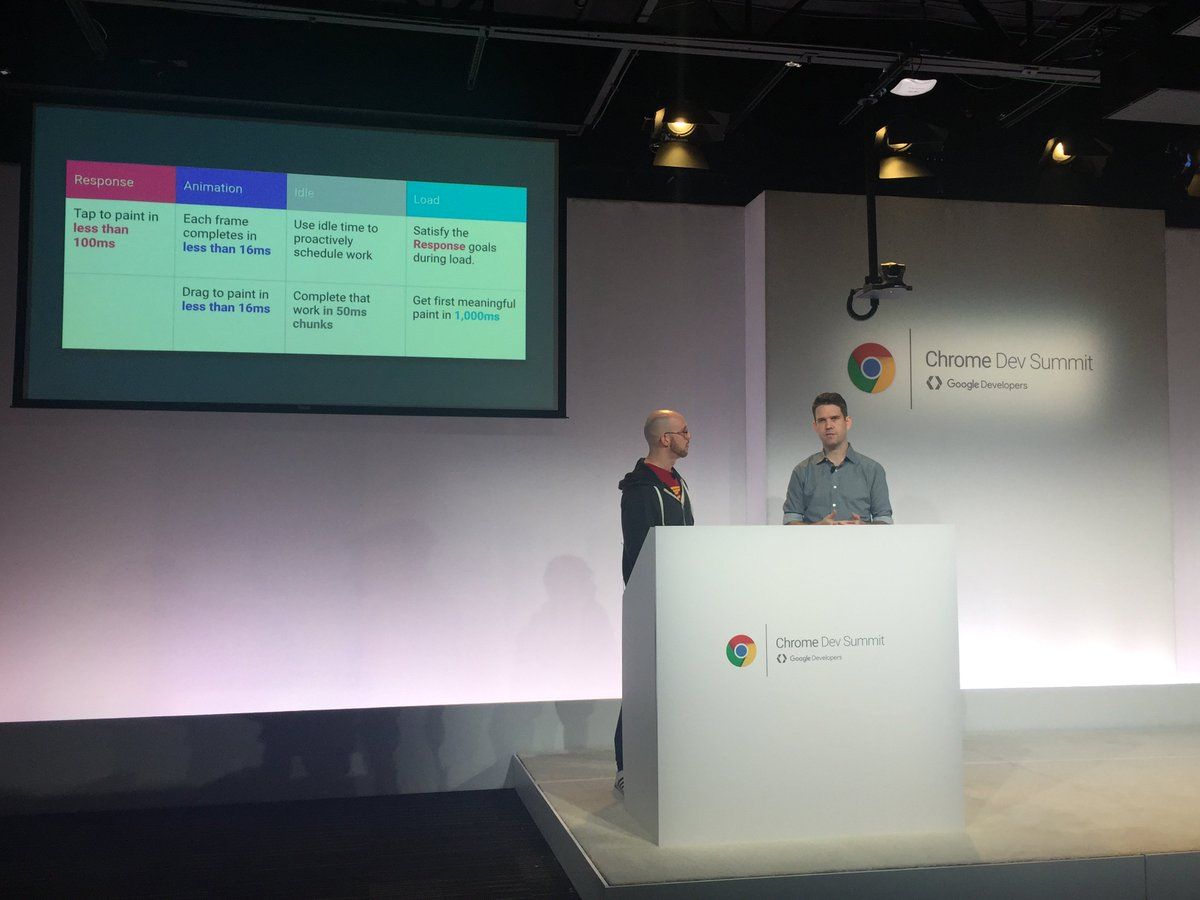 Response
Animation
Idle
Load
Tap to paint in
less than
100ms
Each frame
completes in
less than 16ms
Use idle time to
proactively
schedule work
Satisfy the
Response goals
during load.
Drag to paint in
less than 16ms
Complete that
work in 50ms
chunks
Get first meaningful
paint in 1,000ms
Chrome Dev Summit
Google Developers
Chrome Dev Summit
Google Developers